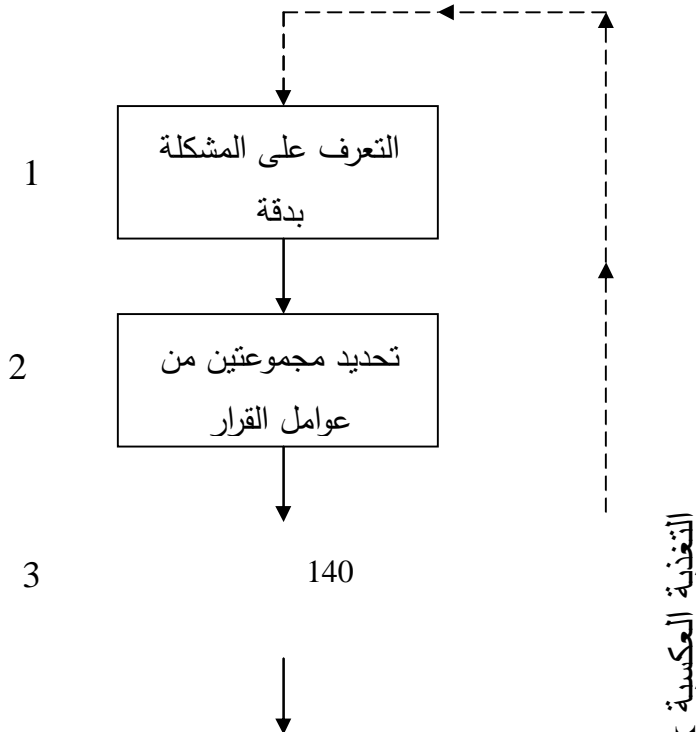 1
التعرف على المشكلة
بدقة
2
تحديد مجموعتين من
عوامل القرار
3
140
التغذية العكسية